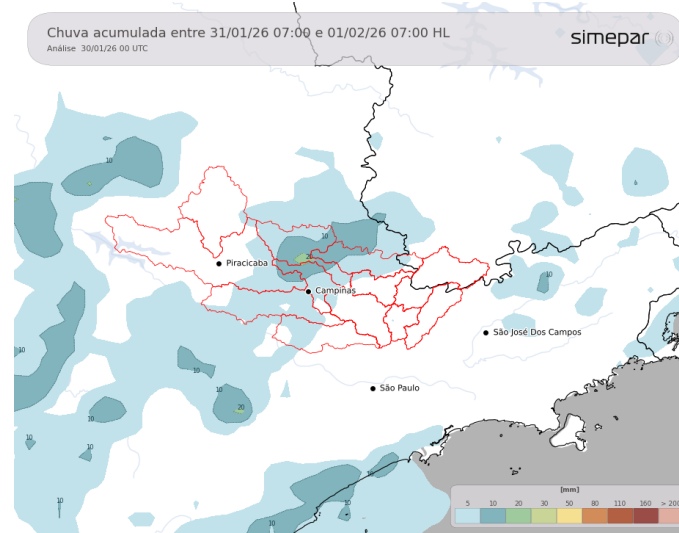 Chuva acumulada entre 31/01/26 07:00 e 01/02/26 07:00 HL
Análise 30/01/26 00 UTC
simepar
10
10
6
10
20
Piracicaba
10
Campinas
10
São José Dos Campos
10
10
São Paulo
10
20
10
10
10
10
10
[mm]
5 10 20 30 50 80 110 160 > 200